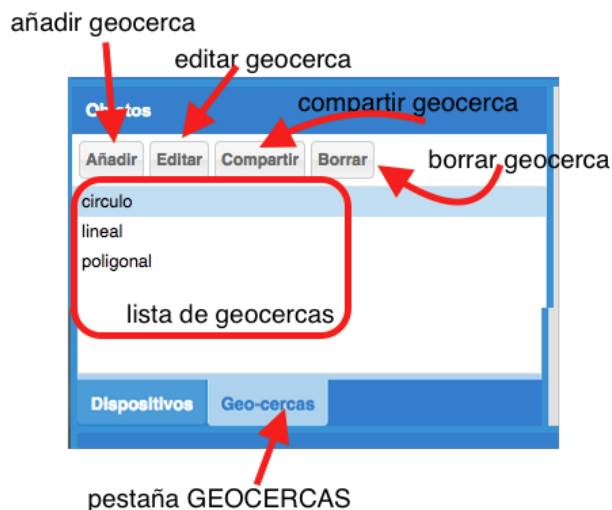 añadir geocerca
editar geocerca
Objetos
compartir geocerca
Añadir Editar Compartir Borrar
borrar geocerca
circulo
lineal
poligonal
lista de geocercas
Dispositivos Geo-cercas
pestaña GEOCERCAS